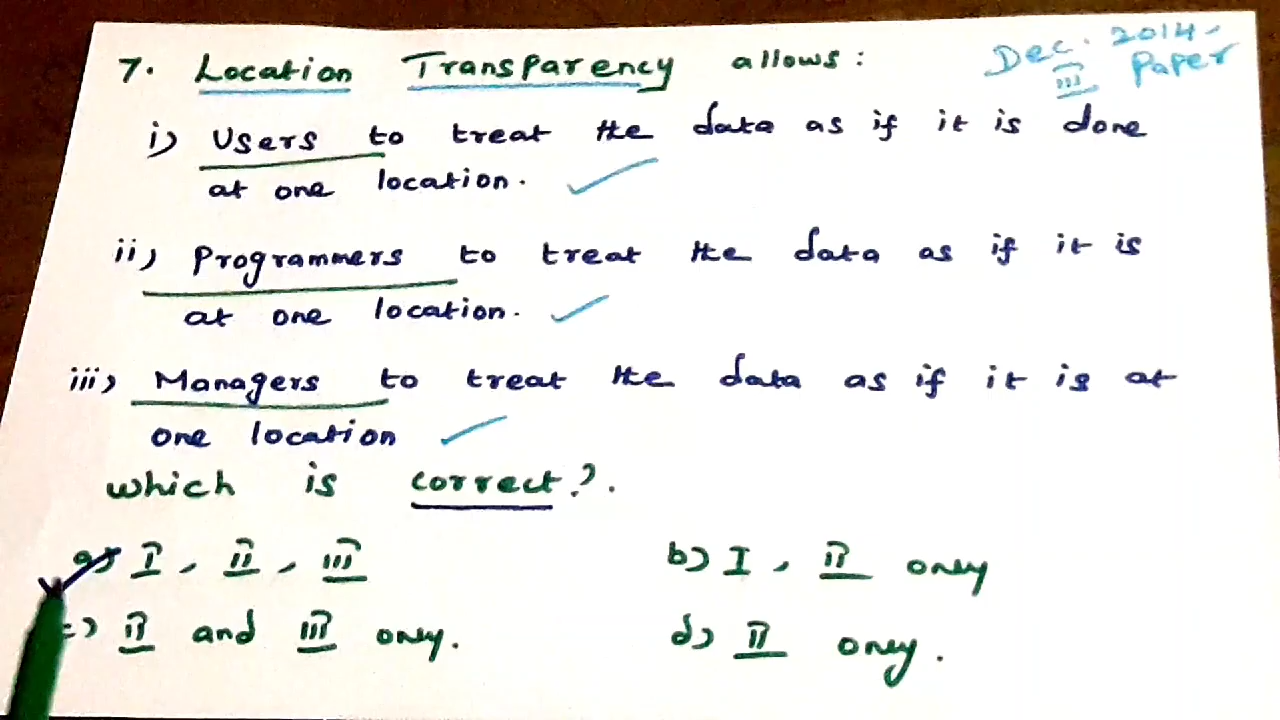 7. Location Transparency allows:
Dec. 2014 -
III Paper
i) Users to treat the data as if it is done
at one location.
ii) Programmers to treat the data as if it is
at one location.
iii) Managers to treat the data as if it is at
one location
which is correct?.
a) I, II, III
b) I, II only
c) II and III only.
d) II only.